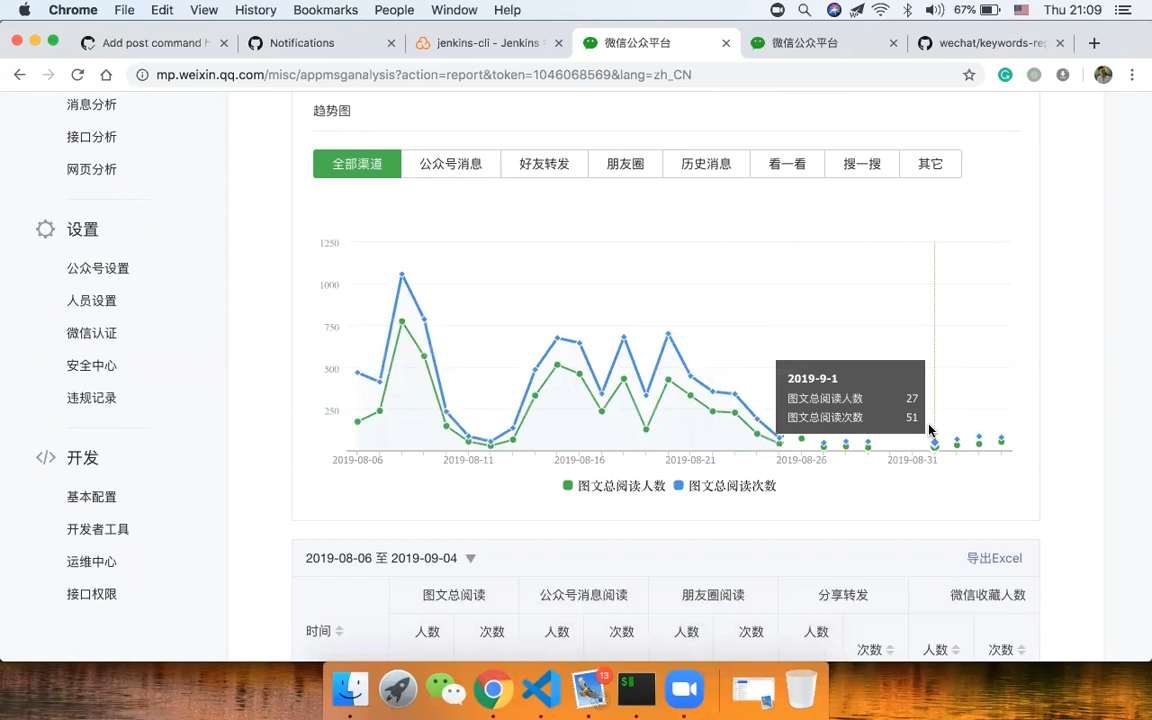 Chrome File Edit View History Bookmarks People Window Help 67% Thu 21:09
Add post command Notifications jenkins-cli - Jenkins 微信公众平台 微信公众平台 wechat/keywords-rep
mp.weixin.qq.com/misc/appmsganalysis?action=report&token=1046068569&lang=zh_CN
消息分析
接口分析
网页分析
设置
公众号设置
人员设置
微信认证
安全中心
违规记录
开发
基本配置
开发者工具
运维中心
接口权限
趋势图
全部渠道 公众号消息 好友转发 朋友圈 历史消息 看一看 搜一搜 其它
1250
1000
750
500
250
2019-9-1
图文总阅读人数 27
图文总阅读次数 51
2019-08-06 2019-08-11 2019-08-16 2019-08-21 2019-08-26 2019-08-31
图文总阅读人数 图文总阅读次数
2019-08-06 至 2019-09-04 导出Excel
时间 图文总阅读 公众号消息阅读 朋友圈阅读 分享转发 微信收藏人数
人数 次数 人数 次数 人数 次数 人数 次数 人数 次数
13